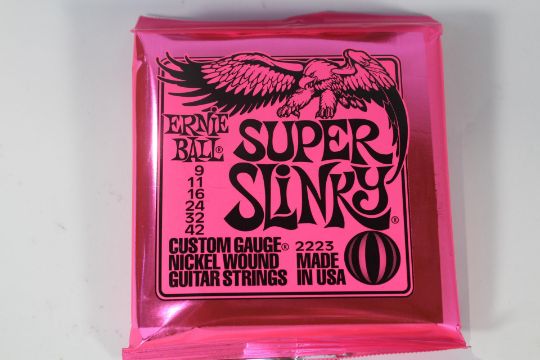 ERNIE
BALL®
SUPER
SLINKY®
9
11
16
24
32
42
CUSTOM GAUGE® 2223
NICKEL WOUND MADE
GUITAR STRINGS IN USA